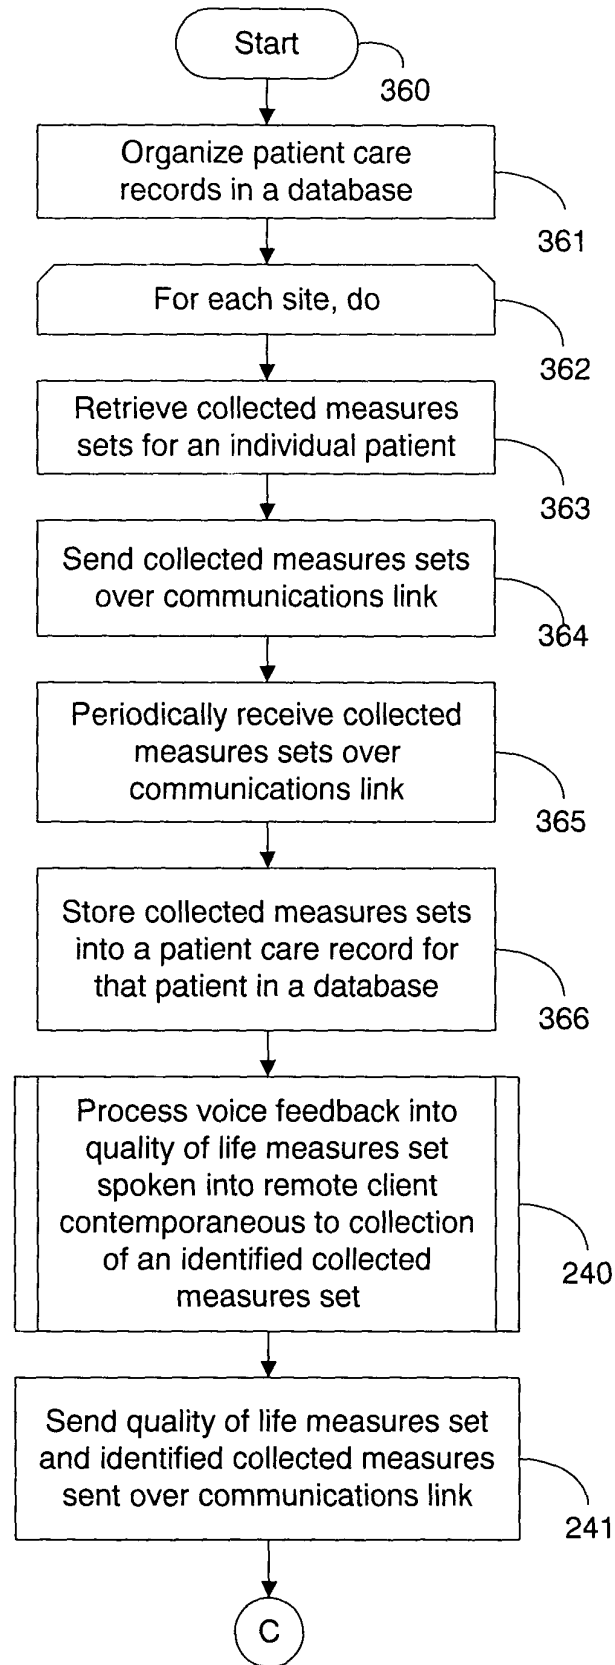 Start
360
Organize patient care
records in a database
361
For each site, do
362
Retrieve collected measures
sets for an individual patient
363
Send collected measures sets
over communications link
364
Periodically receive collected
measures sets over
communications link
365
Store collected measures sets
into a patient care record for
that patient in a database
366
Process voice feedback into
quality of life measures set
spoken into remote client
contemporaneous to collection
of an identified collected
measures set
240
Send quality of life measures set
and identified collected measures
sent over communications link
241
C